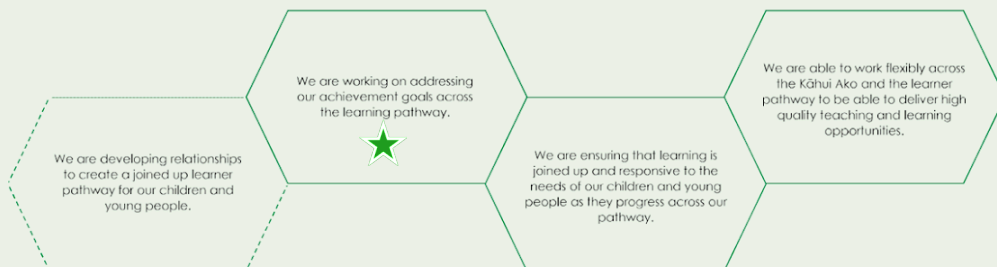 We are developing relationships
to create a joined up learner
pathway for our children and
young people.
We are working on addressing
our achievement goals across
the learning pathway.
We are ensuring that learning is
joined up and responsive to the
needs of our children and young
people as they progress across our
pathway.
We are able to work flexibly across
the Kāhui Ako and the learner
pathway to be able to deliver high
quality teaching and learning
opportunities.